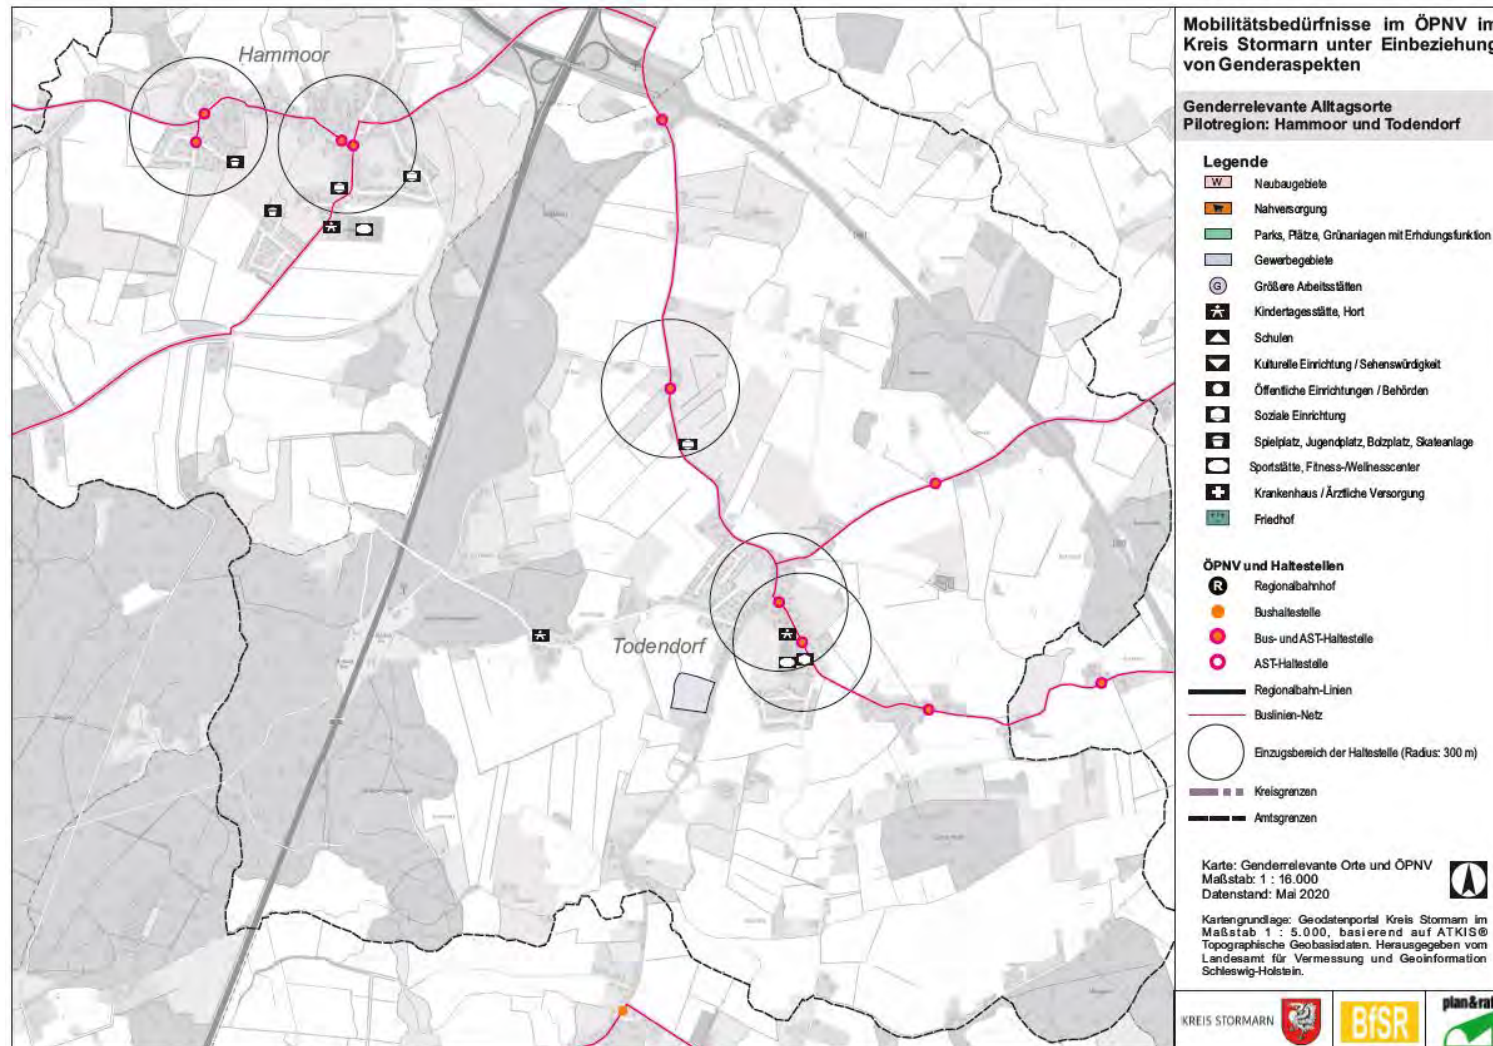 Hammoor
Todendorf
Mobilitätsbedürfnisse im ÖPNV im
Kreis Stormarn unter Einbeziehung
von Genderaspekten
Genderrelevante Alltagsorte
Pilotregion: Hammoor und Todendorf
Legende
W Neubaugebiete
Nahversorgung
Parks, Plätze, Grünanlagen mit Erholungsfunktion
Gewerbegebiete
G Größere Arbeitsstätten
Kindertagesstätte, Hort
Schulen
Kulturelle Einrichtung / Sehenswürdigkeit
Öffentliche Einrichtungen / Behörden
Soziale Einrichtung
Spielplatz, Jugendplatz, Bolzplatz, Skateanlage
Sportstätte, Fitness-/Wellnesscenter
Krankenhaus / Ärztliche Versorgung
Friedhof
ÖPNV und Haltestellen
R Regionalbahnhof
Bushaltestelle
Bus- und AST-Haltestelle
AST-Haltestelle
Regionalbahn-Linien
Buslinien-Netz
Einzugsbereich der Haltestelle (Radius: 300 m)
Kreisgrenzen
Amtsgrenzen
Karte: Genderrelevante Orte und ÖPNV
Maßstab: 1 : 16.000
Datenstand: Mai 2020
Kartengrundlage: Geodatenportal Kreis Stormarn im
Maßstab 1 : 5.000, basierend auf ATKIS®
Topographische Geobasisdaten. Herausgegeben vom
Landesamt für Vermessung und Geoinformation
Schleswig-Holstein.
KREIS STORMARN
BfSR
plan&rat